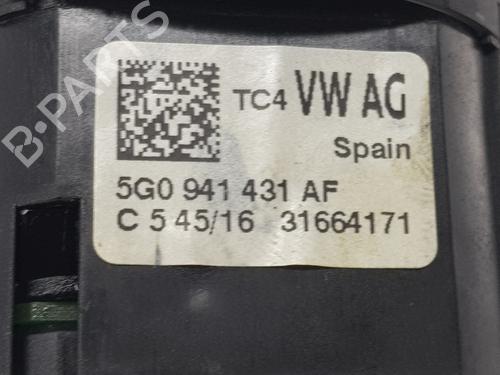 TC4 VW AG
Spain
5G0 941 431 AF
C 5 45/16 31664171
B-PARTS